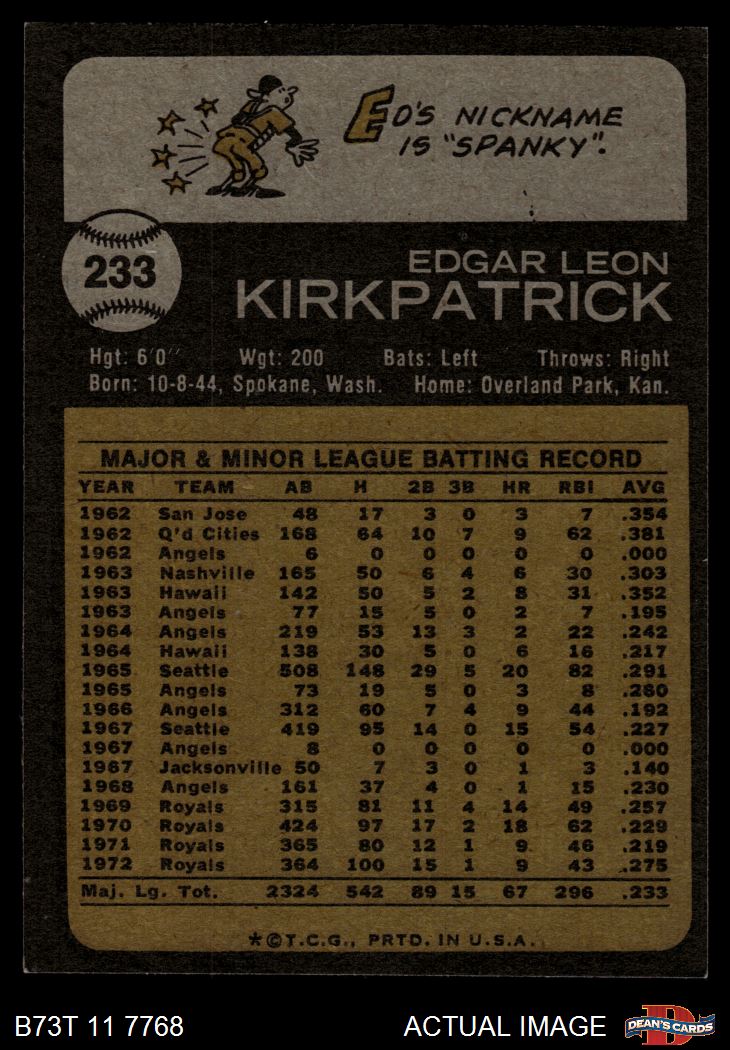 ED'S NICKNAME
IS "SPANKY".
233
EDGAR LEON
KIRKPATRICK
Hgt: 6'0" Wgt: 200 Bats: Left Throws: Right
Born: 10-8-44, Spokane, Wash. Home: Overland Park, Kan.
MAJOR & MINOR LEAGUE BATTING RECORD
YEAR TEAM AB H 2B 3B HR RBI AVG
1962 San Jose 48 17 3 0 3 7 .354
1962 Q'd Cities 168 64 10 7 9 62 .381
1962 Angels 6 0 0 0 0 0 .000
1963 Nashville 165 50 6 4 6 30 .303
1963 Hawaii 142 50 5 2 8 31 .352
1963 Angels 77 15 5 0 2 7 .195
1964 Angels 219 53 13 3 2 22 .242
1964 Hawaii 138 30 5 0 6 16 .217
1965 Seattle 508 148 29 5 20 82 .291
1965 Angels 73 19 5 0 3 8 .260
1966 Angels 312 60 7 4 9 44 .192
1967 Seattle 419 95 14 0 15 54 .227
1967 Angels 8 0 0 0 0 0 .000
1967 Jacksonville 50 7 3 0 1 3 .140
1968 Angels 161 37 4 0 1 15 .230
1969 Royals 315 81 11 4 14 49 .257
1970 Royals 424 97 17 2 18 62 .229
1971 Royals 365 80 12 1 9 46 .219
1972 Royals 364 100 15 1 9 43 .275
Maj. Lg. Tot. 2324 542 89 15 67 296 .233
*©T.C.G., PRTD. IN U.S.A.
B73T 11 7768 ACTUAL IMAGE D DEAN'S CARDS